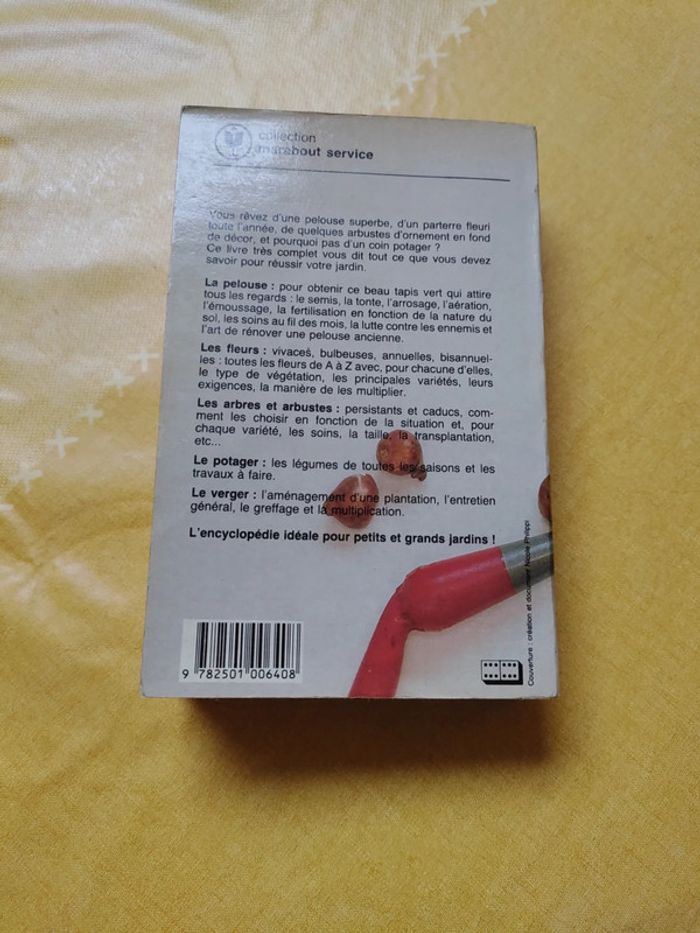 collection
marabout service
Vous rêvez d'une pelouse superbe, d'un parterre fleuri
toute l'année, de quelques arbustes d'ornement en fond
de décor, et pourquoi pas d'un coin potager ?
Ce livre très complet vous dit tout ce que vous devez
savoir pour réussir votre jardin.
La pelouse : pour obtenir ce beau tapis vert qui attire
tous les regards : le semis, la tonte, l'arrosage, l'aération,
l'émoussage, la fertilisation en fonction de la nature du
sol, les soins au fil des mois, la lutte contre les ennemis et
l'art de rénover une pelouse ancienne.
Les fleurs : vivaces, bulbeuses, annuelles, bisannuel-
les : toutes les fleurs de A à Z avec, pour chacune d'elles,
le type de végétation, les principales variétés, leurs
exigences, la manière de les multiplier.
Les arbres et arbustes : persistants et caducs, com-
ment les choisir en fonction de la situation et, pour
chaque variété, les soins, la taille, la transplantation,
etc...
Le potager : les légumes de toutes les saisons et les
travaux à faire.
Le verger : l'aménagement d'une plantation, l'entretien
général, le greffage et la multiplication.
L'encyclopédie idéale pour petits et grands jardins !
9 782501 006408
Couverture : création et document Nicole Philippi